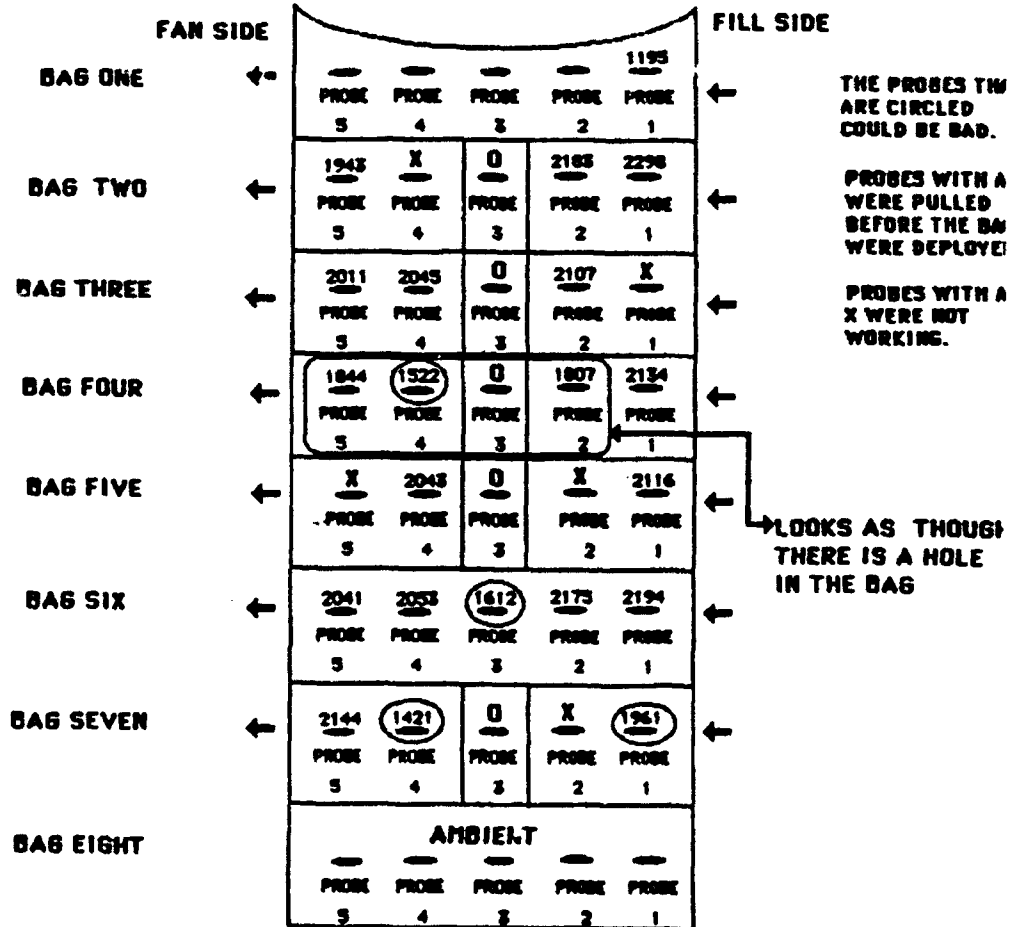 FAN SIDE
FILL SIDE
BAG ONE
1195
PROBE PROBE PROBE PROBE PROBE
5 4 3 2 1
THE PROBES TH
ARE CIRCLED
COULD BE BAD.
BAG TWO
1943 X O 2183 2298
PROBE PROBE PROBE PROBE PROBE
5 4 3 2 1
PROBES WITH A
WERE PULLED
BEFORE THE BA
WERE DEPLOYE
BAG THREE
2011 2045 O 2107 X
PROBE PROBE PROBE PROBE PROBE
5 4 3 2 1
PROBES WITH A
X WERE NOT
WORKING.
BAG FOUR
1844 1522 O 1807 2134
PROBE PROBE PROBE PROBE PROBE
5 4 3 2 1
BAG FIVE
X 2043 O X 2116
PROBE PROBE PROBE PROBE PROBE
5 4 3 2 1
LOOKS AS THOUGH
THERE IS A HOLE
IN THE BAG
BAG SIX
2041 2053 1612 2175 2194
PROBE PROBE PROBE PROBE PROBE
5 4 3 2 1
BAG SEVEN
2144 1421 O X 1961
PROBE PROBE PROBE PROBE PROBE
5 4 3 2 1
BAG EIGHT
AMBIENT
PROBE PROBE PROBE PROBE PROBE
5 4 3 2 1